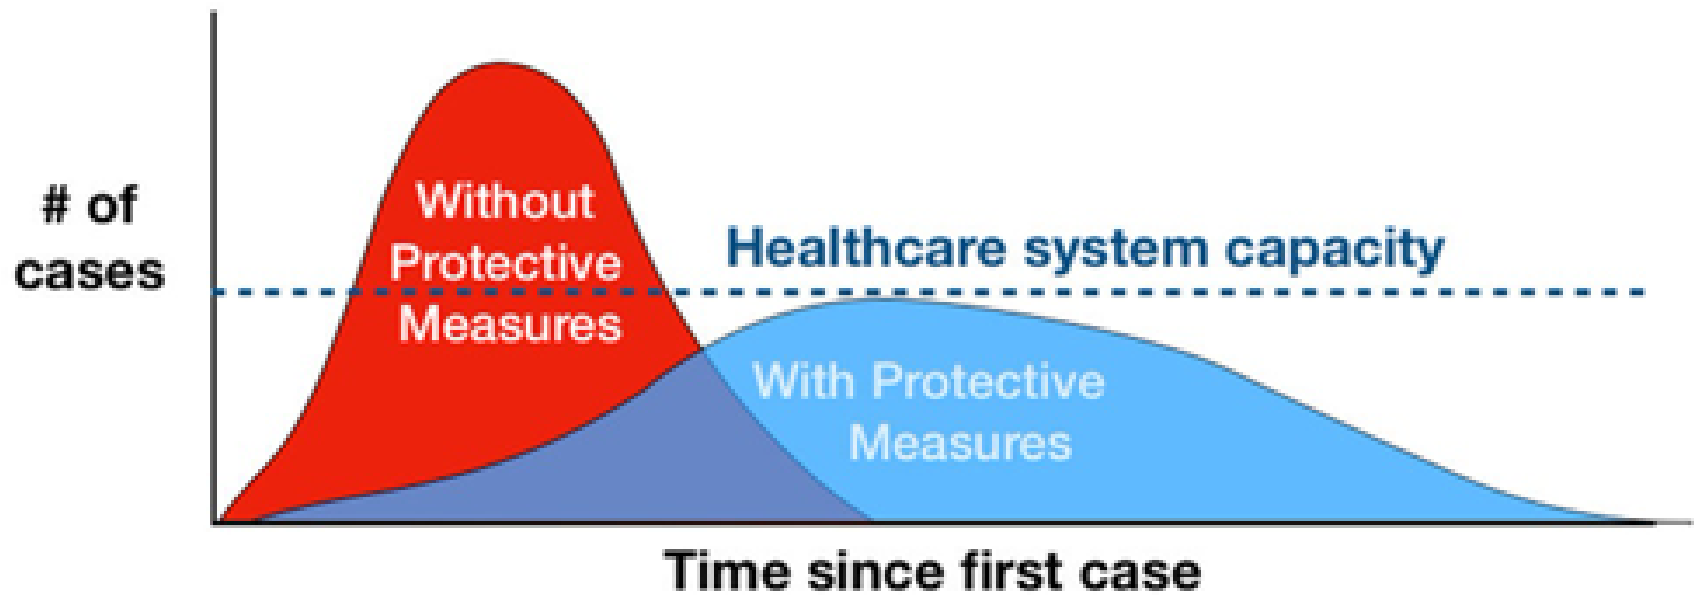 # of
cases
Without
Protective
Measures
Healthcare system capacity
With Protective
Measures
Time since first case